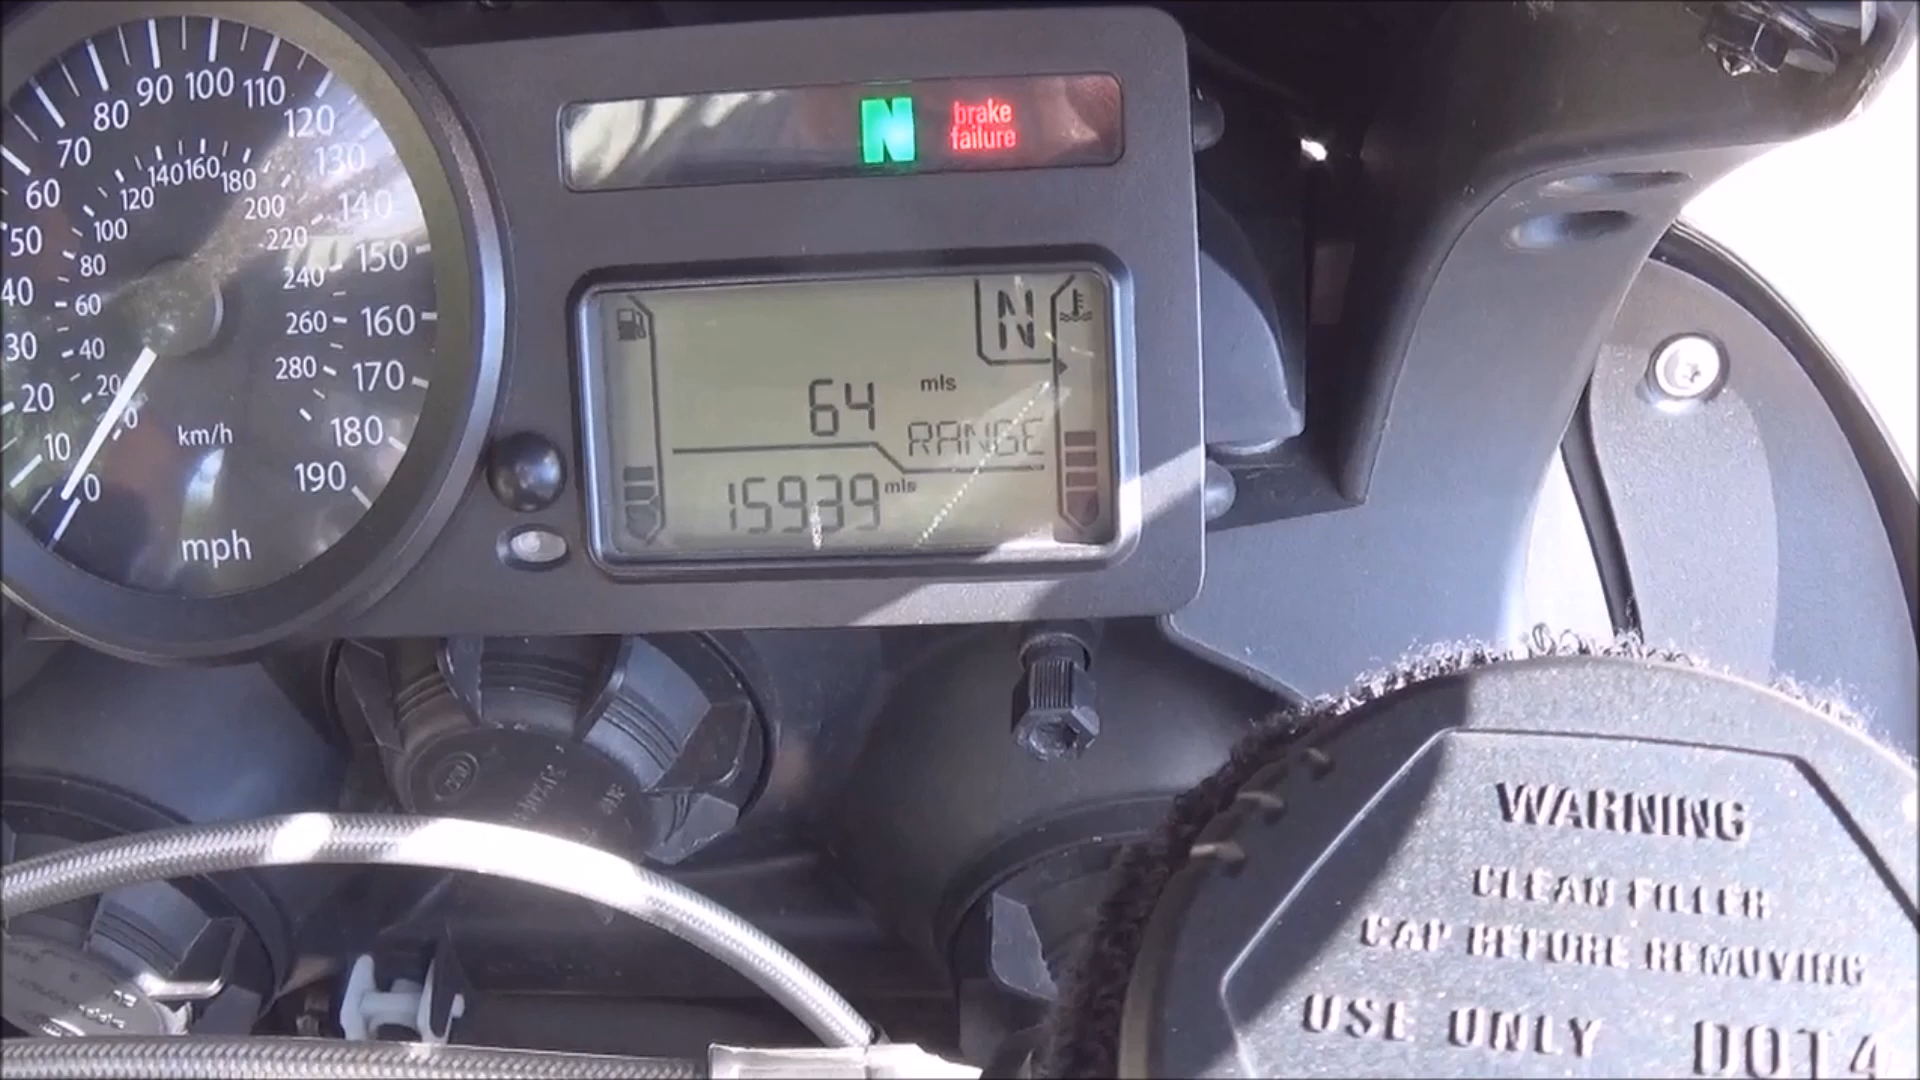 80 90 100 110
70 120
60 130
50 140
40 150
30 160
20 170
10 180
0 190
120 140 160 180
100 200
80 220
60 240
40 260
20 280
0
km/h
mph
N brake
failure
N
64 mls
RANGE
15939 mls
WARNING
CLEAN FILLER
CAP BEFORE REMOVING
USE ONLY DOT4